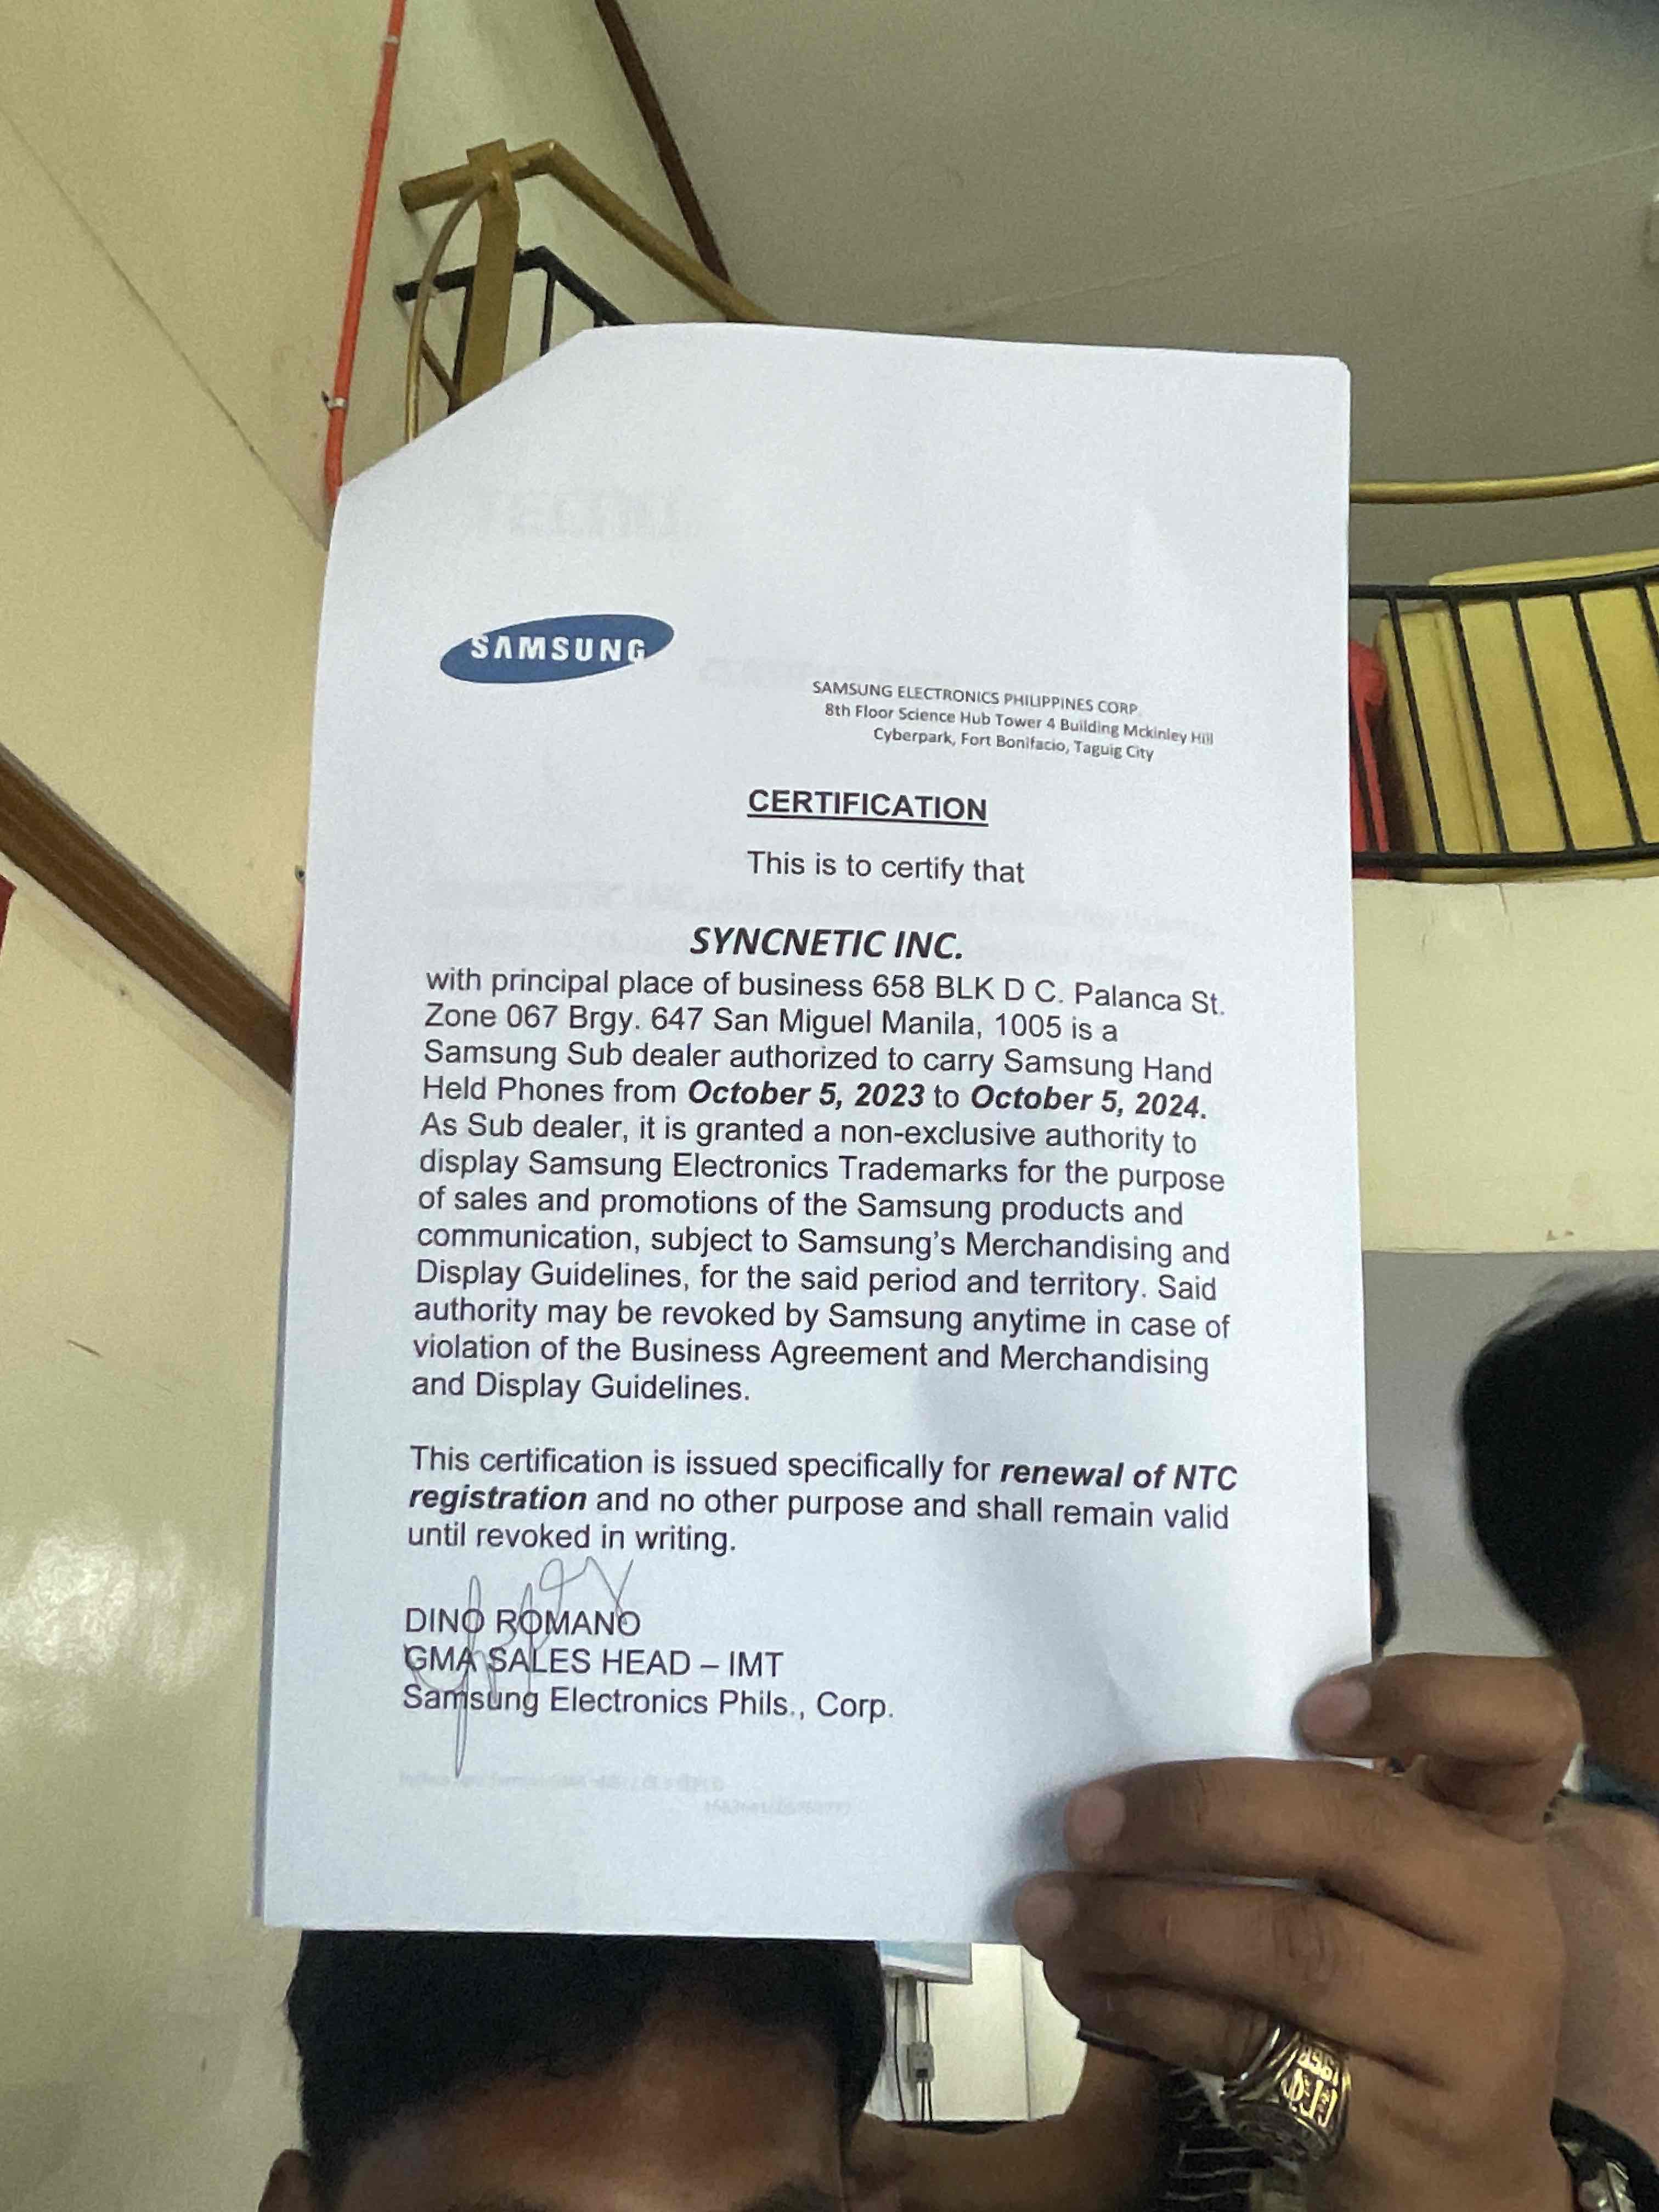 SAMSUNG
SAMSUNG ELECTRONICS PHILIPPINES CORP.
8th Floor Science Hub Tower 4 Building Mckinley Hill
Cyberpark, Fort Bonifacio, Taguig City
CERTIFICATION
This is to certify that
SYNCNETIC INC.
with principal place of business 658 BLK D C. Palanca St.
Zone 067 Brgy. 647 San Miguel Manila, 1005 is a
Samsung Sub dealer authorized to carry Samsung Hand
Held Phones from October 5, 2023 to October 5, 2024.
As Sub dealer, it is granted a non-exclusive authority to
display Samsung Electronics Trademarks for the purpose
of sales and promotions of the Samsung products and
communication, subject to Samsung's Merchandising and
Display Guidelines, for the said period and territory. Said
authority may be revoked by Samsung anytime in case of
violation of the Business Agreement and Merchandising
and Display Guidelines.
This certification is issued specifically for renewal of NTC
registration and no other purpose and shall remain valid
until revoked in writing.
DINO ROMANO
GMA SALES HEAD – IMT
Samsung Electronics Phils., Corp.